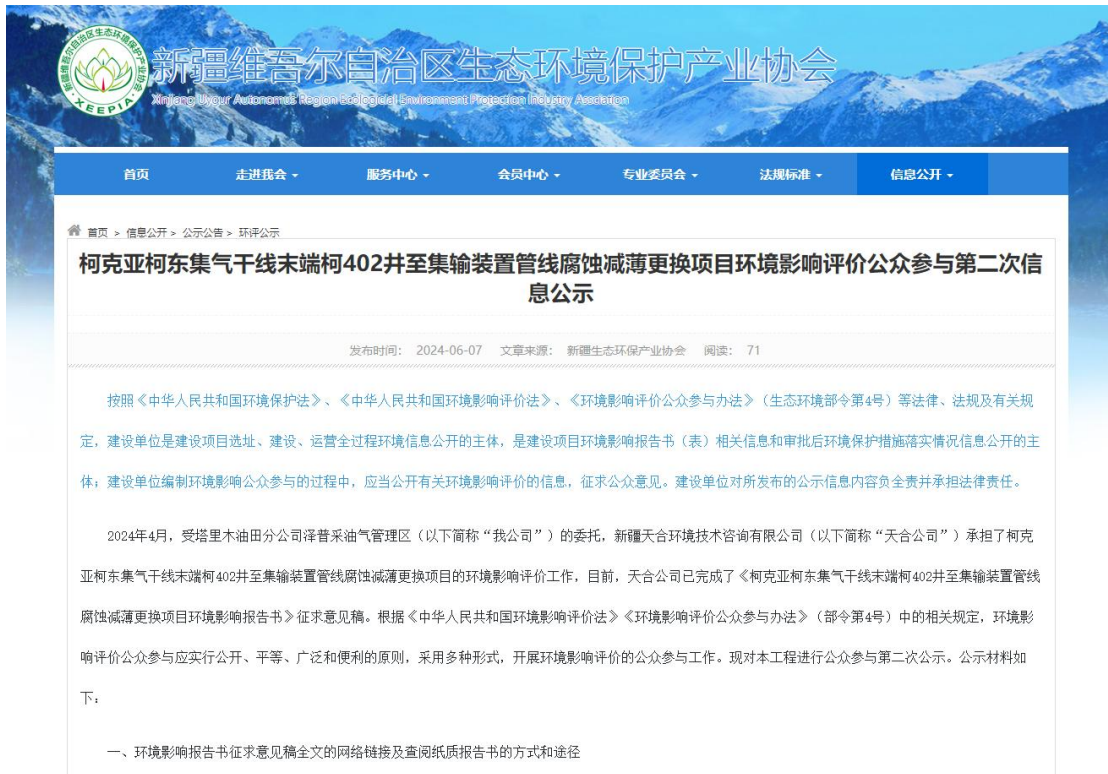 新疆维吾尔自治区生态环境保护产业协会
XEEPIA
首页 走进我会 服务中心 会员中心 专业委员会 法规标准 信息公开
首页 > 信息公开 > 公示公告 > 环评公示
柯克亚柯东集气干线末端柯402井至集输装置管线腐蚀减薄更换项目环境影响评价公众参与第二次信
息公示
发布时间: 2024-06-07 文章来源: 新疆生态环保产业协会 阅读: 71
按照《中华人民共和国环境保护法》、《中华人民共和国环境影响评价法》、《环境影响评价公众参与办法》（生态环境部令第4号）等法律、法规及有关规
定，建设单位是建设项目选址、建设、运营全过程环境信息公开的主体，是建设项目环境影响报告书（表）相关信息和审批后环境保护措施落实情况信息公开的主
体；建设单位编制环境影响公众参与的过程中，应当公开有关环境影响评价的信息，征求公众意见。建设单位对所发布的公示信息内容负全责并承担法律责任。
2024年4月，受塔里木油田分公司泽普采油气管理区（以下简称“我公司”）的委托，新疆天合环境技术咨询有限公司（以下简称“天合公司”）承担了柯克
亚柯东集气干线末端柯402井至集输装置管线腐蚀减薄更换项目的环境影响评价工作，目前，天合公司已完成了《柯克亚柯东集气干线末端柯402井至集输装置管线
腐蚀减薄更换项目环境影响报告书》征求意见稿。根据《中华人民共和国环境影响评价法》《环境影响评价公众参与办法》（部令第4号）中的相关规定，环境影
响评价公众参与应实行公开、平等、广泛和便利的原则，采用多种形式，开展环境影响评价的公众参与工作。现对本工程进行公众参与第二次公示。公示材料如
下：
一、环境影响报告书征求意见稿全文的网络链接及查阅纸质报告书的方式和途径